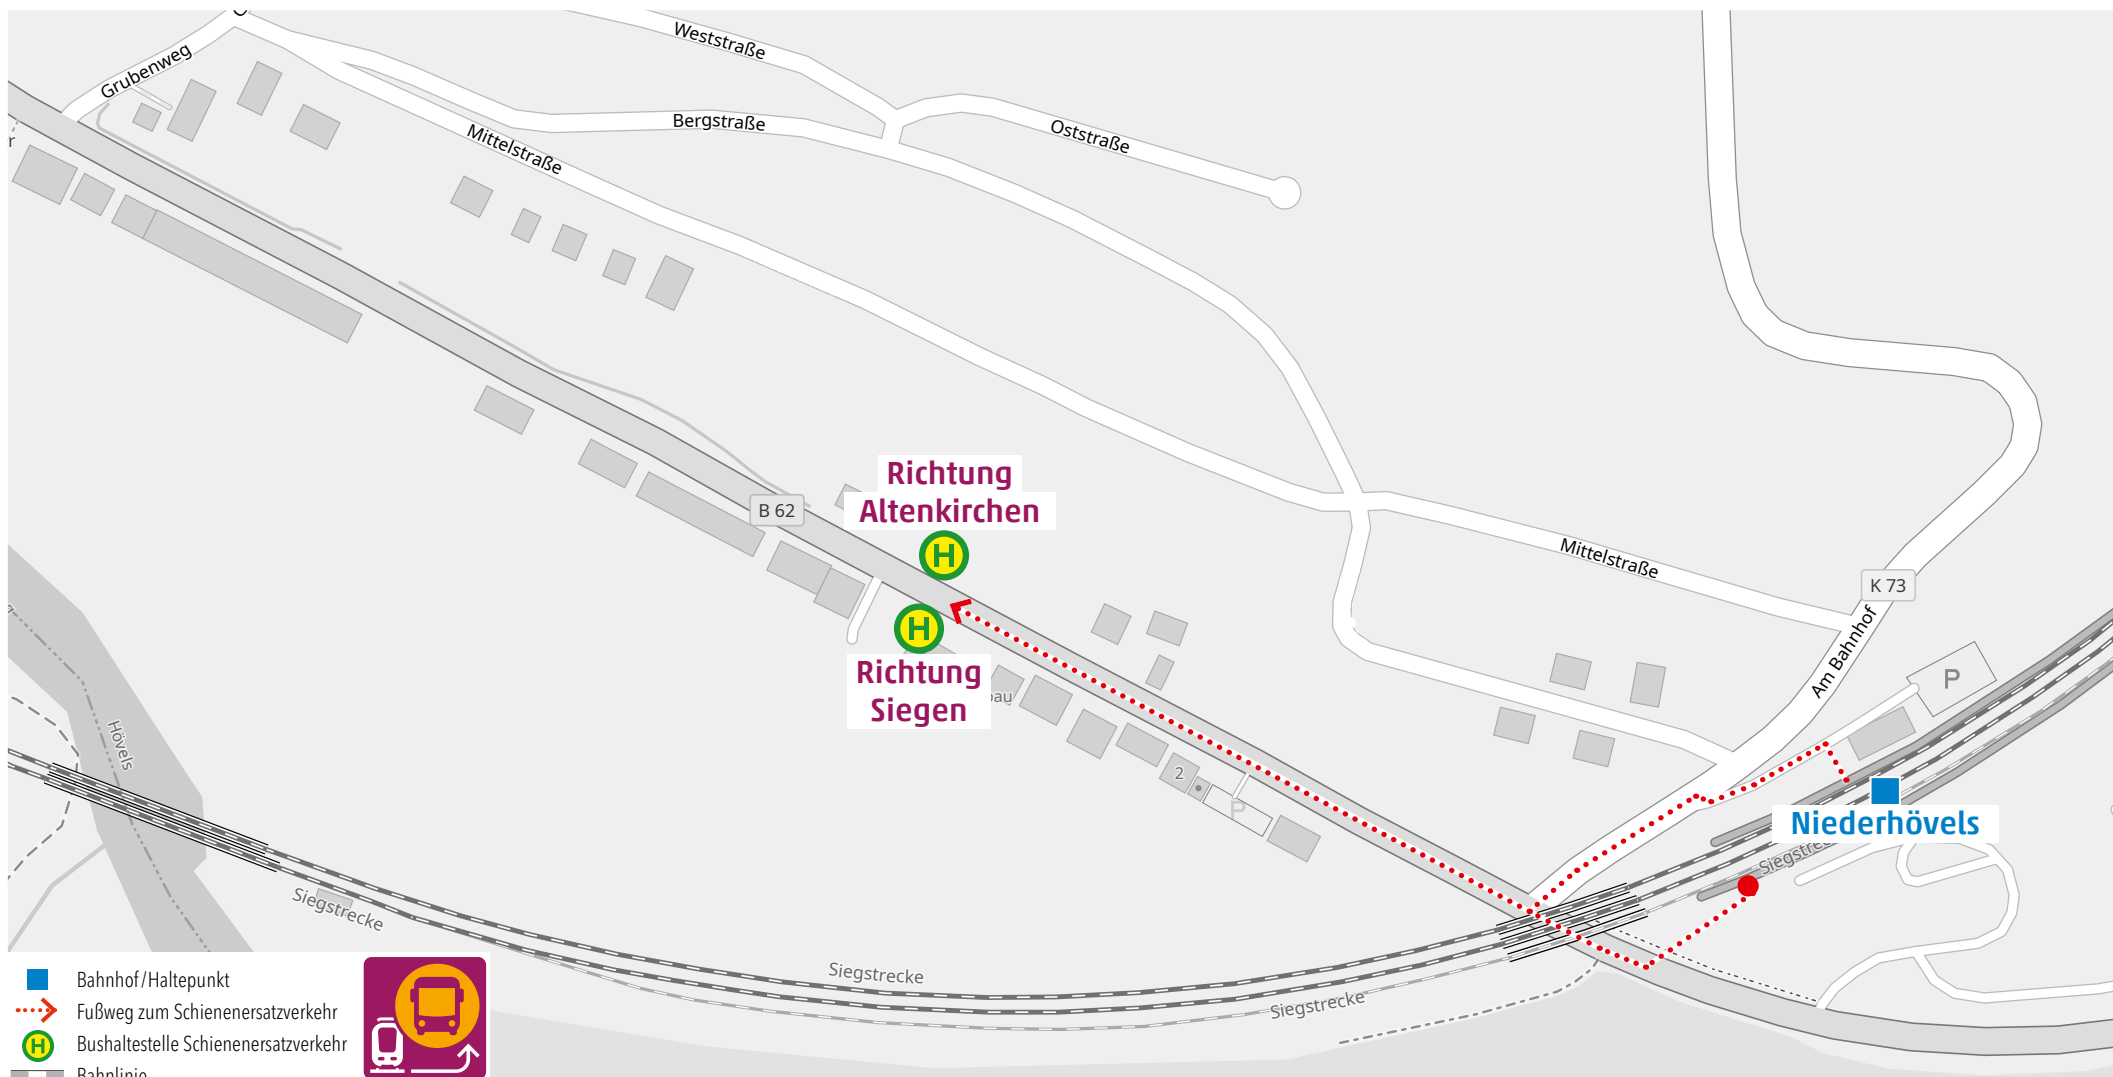 Weststraße
Grubenweg
Bergstraße
Oststraße
Mittelstraße
Richtung
Altenkirchen
B 62
H
Mittelstraße
K 73
Am Bahnhof
H
Richtung
Siegen
P
Hövels
2
P
Niederhövels
Siegstrecke
Siegstrecke
Siegstrecke
Bahnhof/Haltepunkt
Fußweg zum Schienenersatzverkehr
H Bushaltestelle Schienenersatzverkehr
Bahnlinie